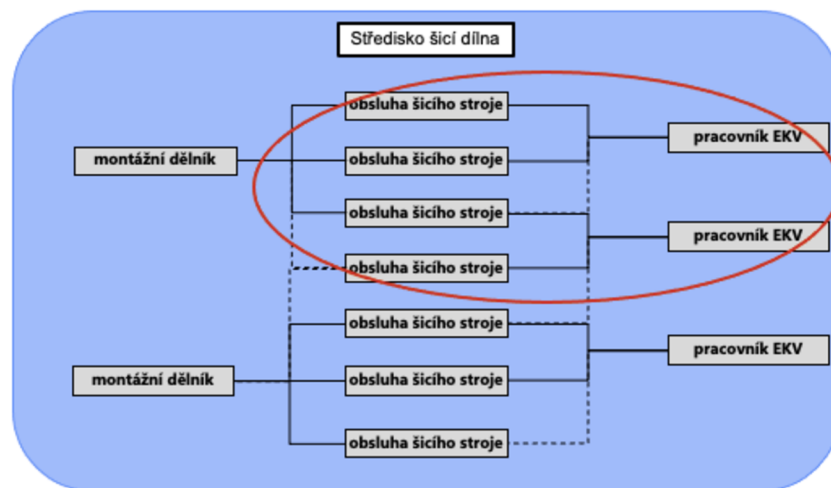 Středisko šicí dílna
obsluha šicího stroje
pracovník EKV
montážní dělník
obsluha šicího stroje
obsluha šicího stroje
pracovník EKV
obsluha šicího stroje
obsluha šicího stroje
pracovník EKV
montážní dělník
obsluha šicího stroje
obsluha šicího stroje